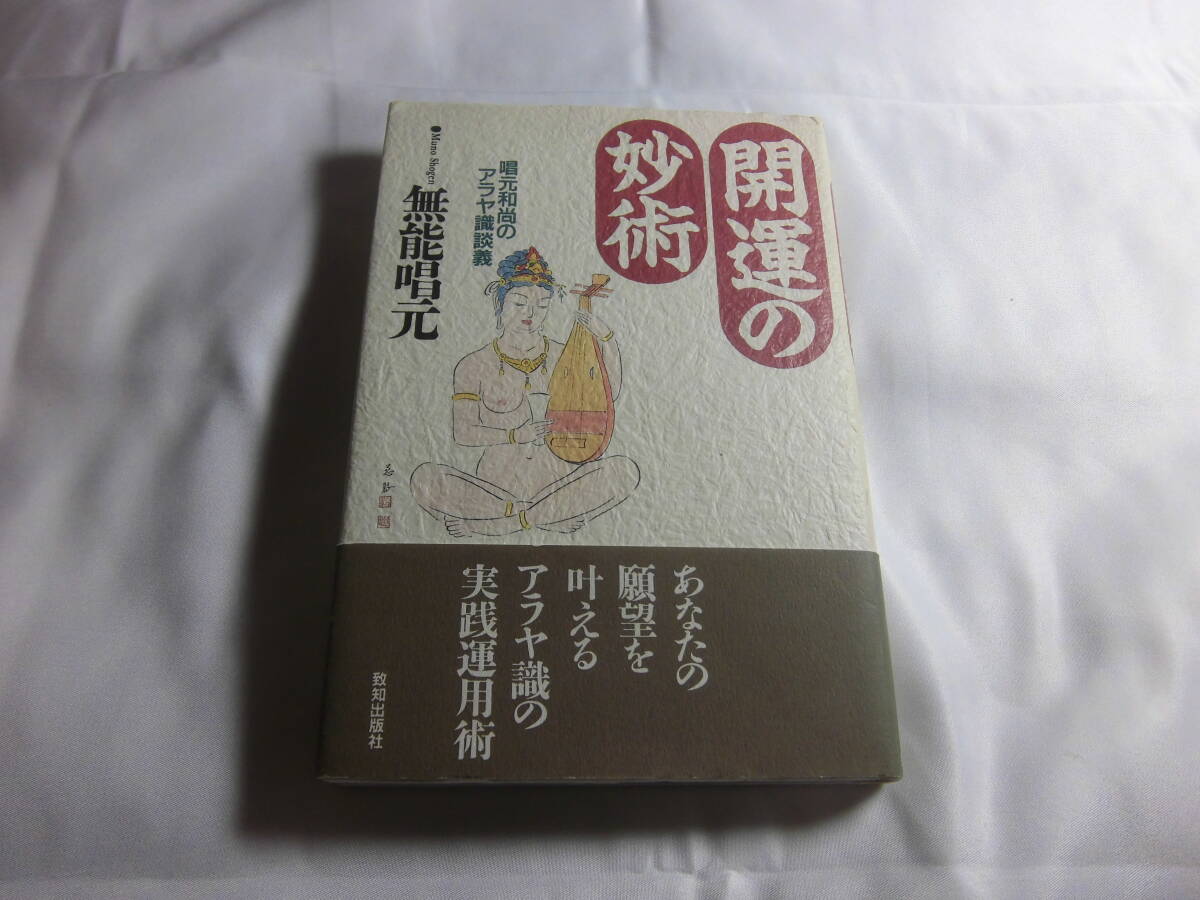 開運の
妙術
唱元和尚の
アラヤ識談義
●Muno Shogen
無能唱元
あなたの
願望を
叶える
アラヤ識の
実践運用術
致知出版社